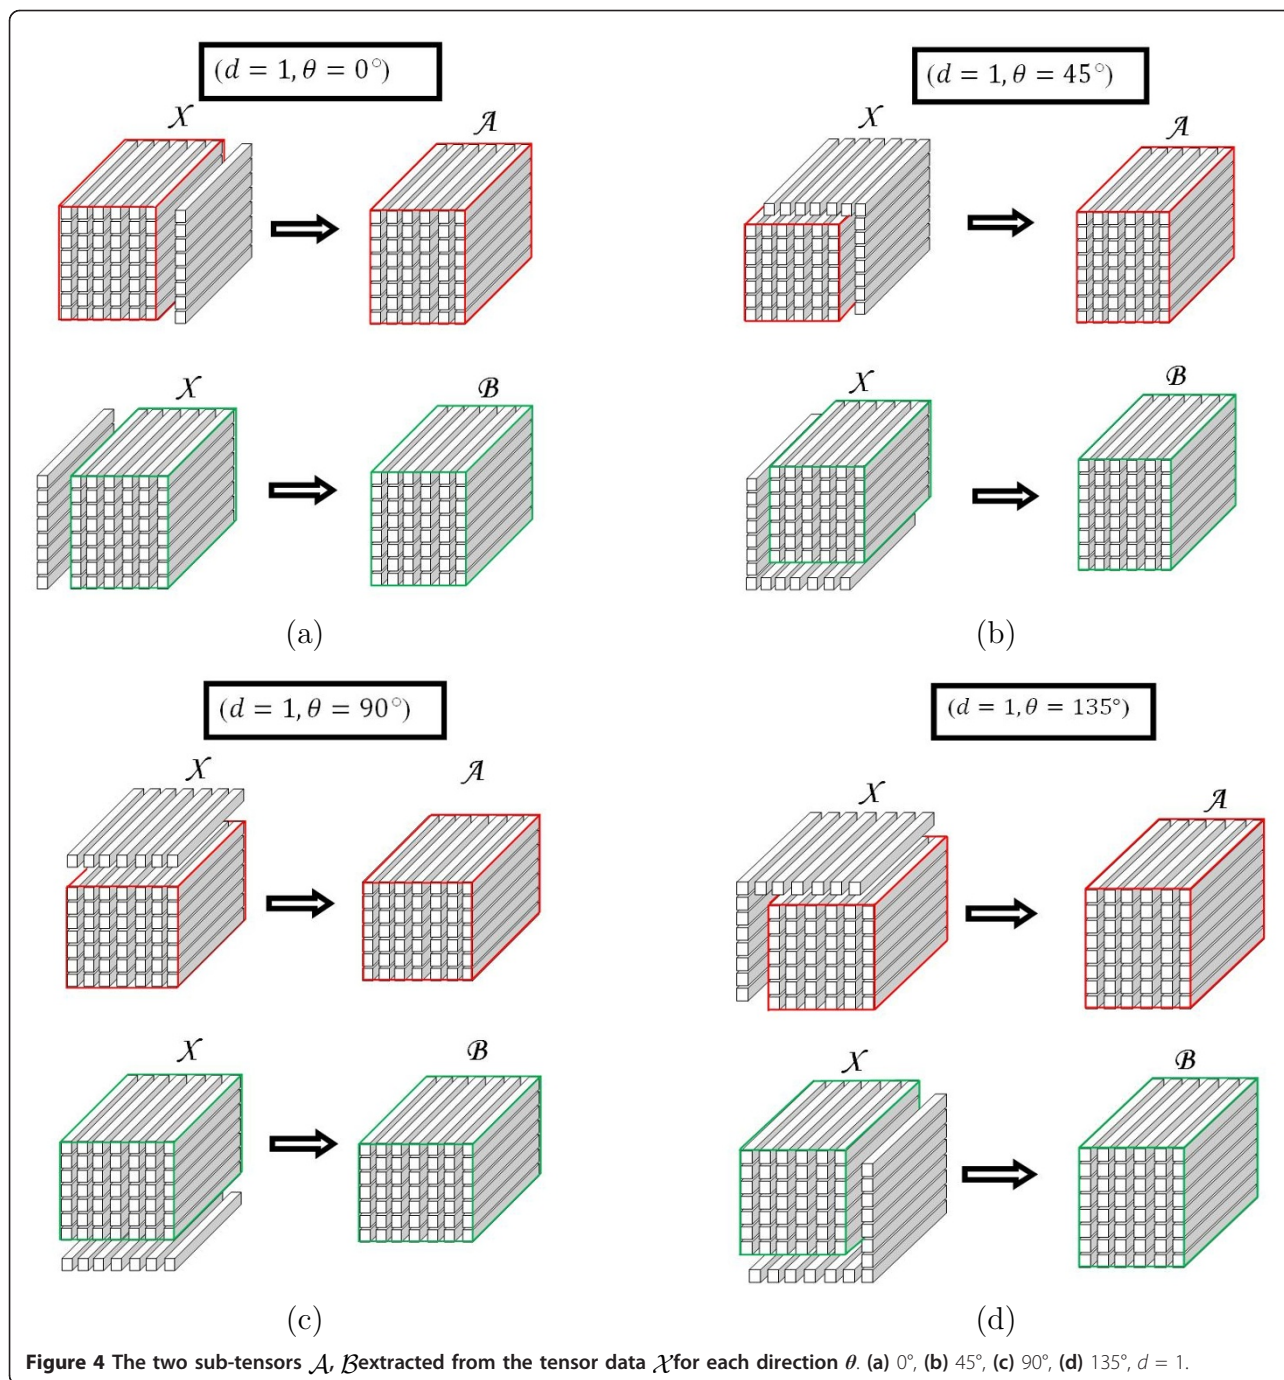 (d = 1, θ = 0°)
𝒳
𝒜
𝒳
ℬ
(a)
(d = 1, θ = 45°)
𝒳
𝒜
𝒳
ℬ
(b)
(d = 1, θ = 90°)
𝒳
𝒜
𝒳
ℬ
(c)
(d = 1, θ = 135°)
𝒳
𝒜
𝒳
ℬ
(d)
Figure 4 The two sub-tensors 𝒜, ℬextracted from the tensor data 𝒳for each direction θ. (a) 0°, (b) 45°, (c) 90°, (d) 135°, d = 1.